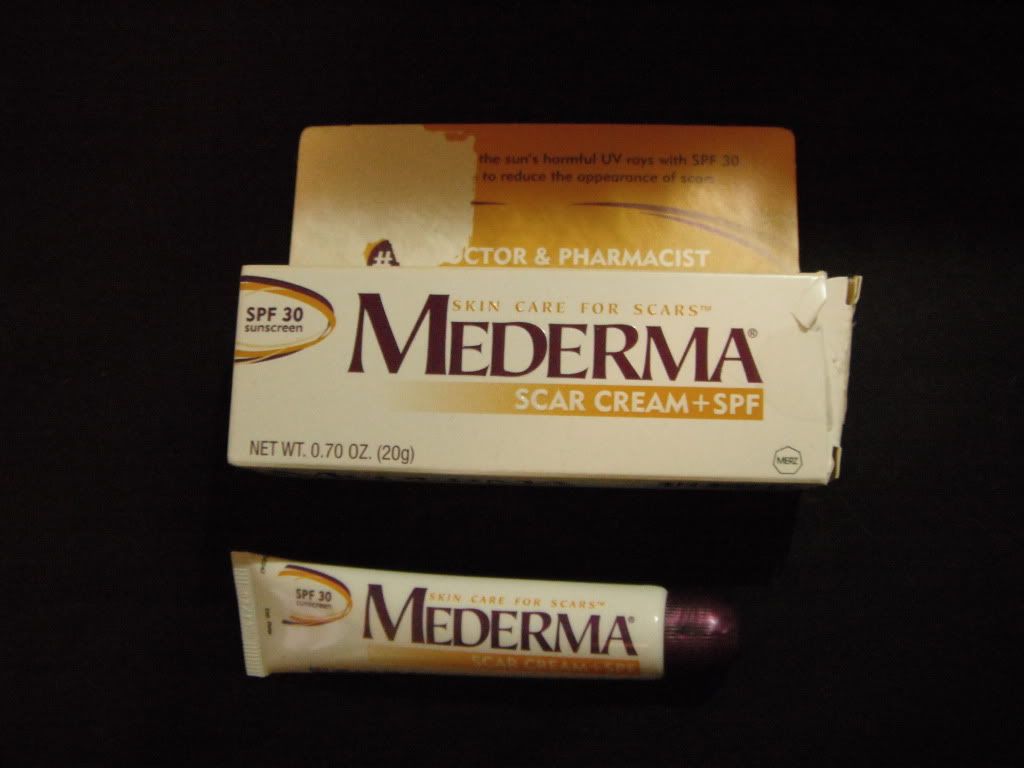 the sun's harmful UV rays with SPF 30
to reduce the appearance of scars
# CTOR & PHARMACIST
SPF 30
sunscreen
SKIN CARE FOR SCARS™
MEDERMA®
SCAR CREAM+SPF
NET WT. 0.70 OZ. (20g)
MERZ
SPF 30
sunscreen
SKIN CARE FOR SCARS™
MEDERMA®
SCAR CREAM+SPF